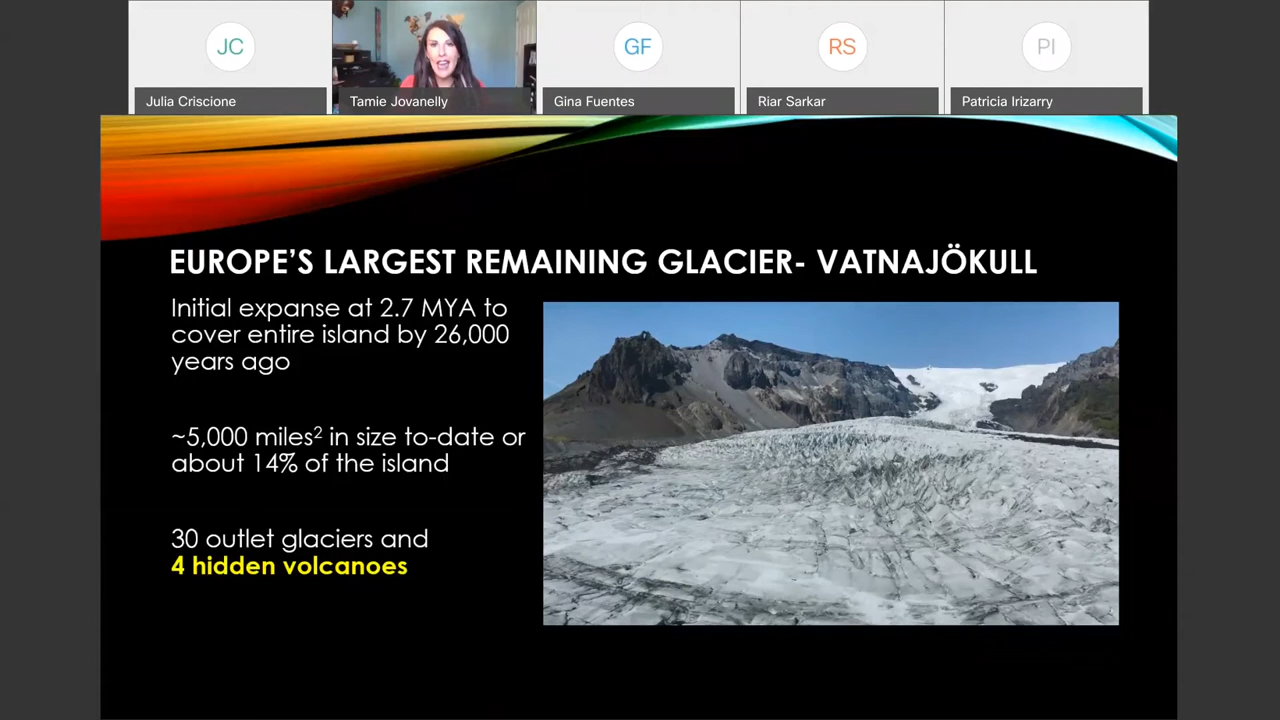 JC
GF
RS
PI
Julia Criscione
Tamie Jovanelly
Gina Fuentes
Riar Sarkar
Patricia Irizarry
EUROPE'S LARGEST REMAINING GLACIER- VATNAJÖKULL
Initial expanse at 2.7 MYA to
cover entire island by 26,000
years ago
~5,000 miles² in size to-date or
about 14% of the island
30 outlet glaciers and
4 hidden volcanoes